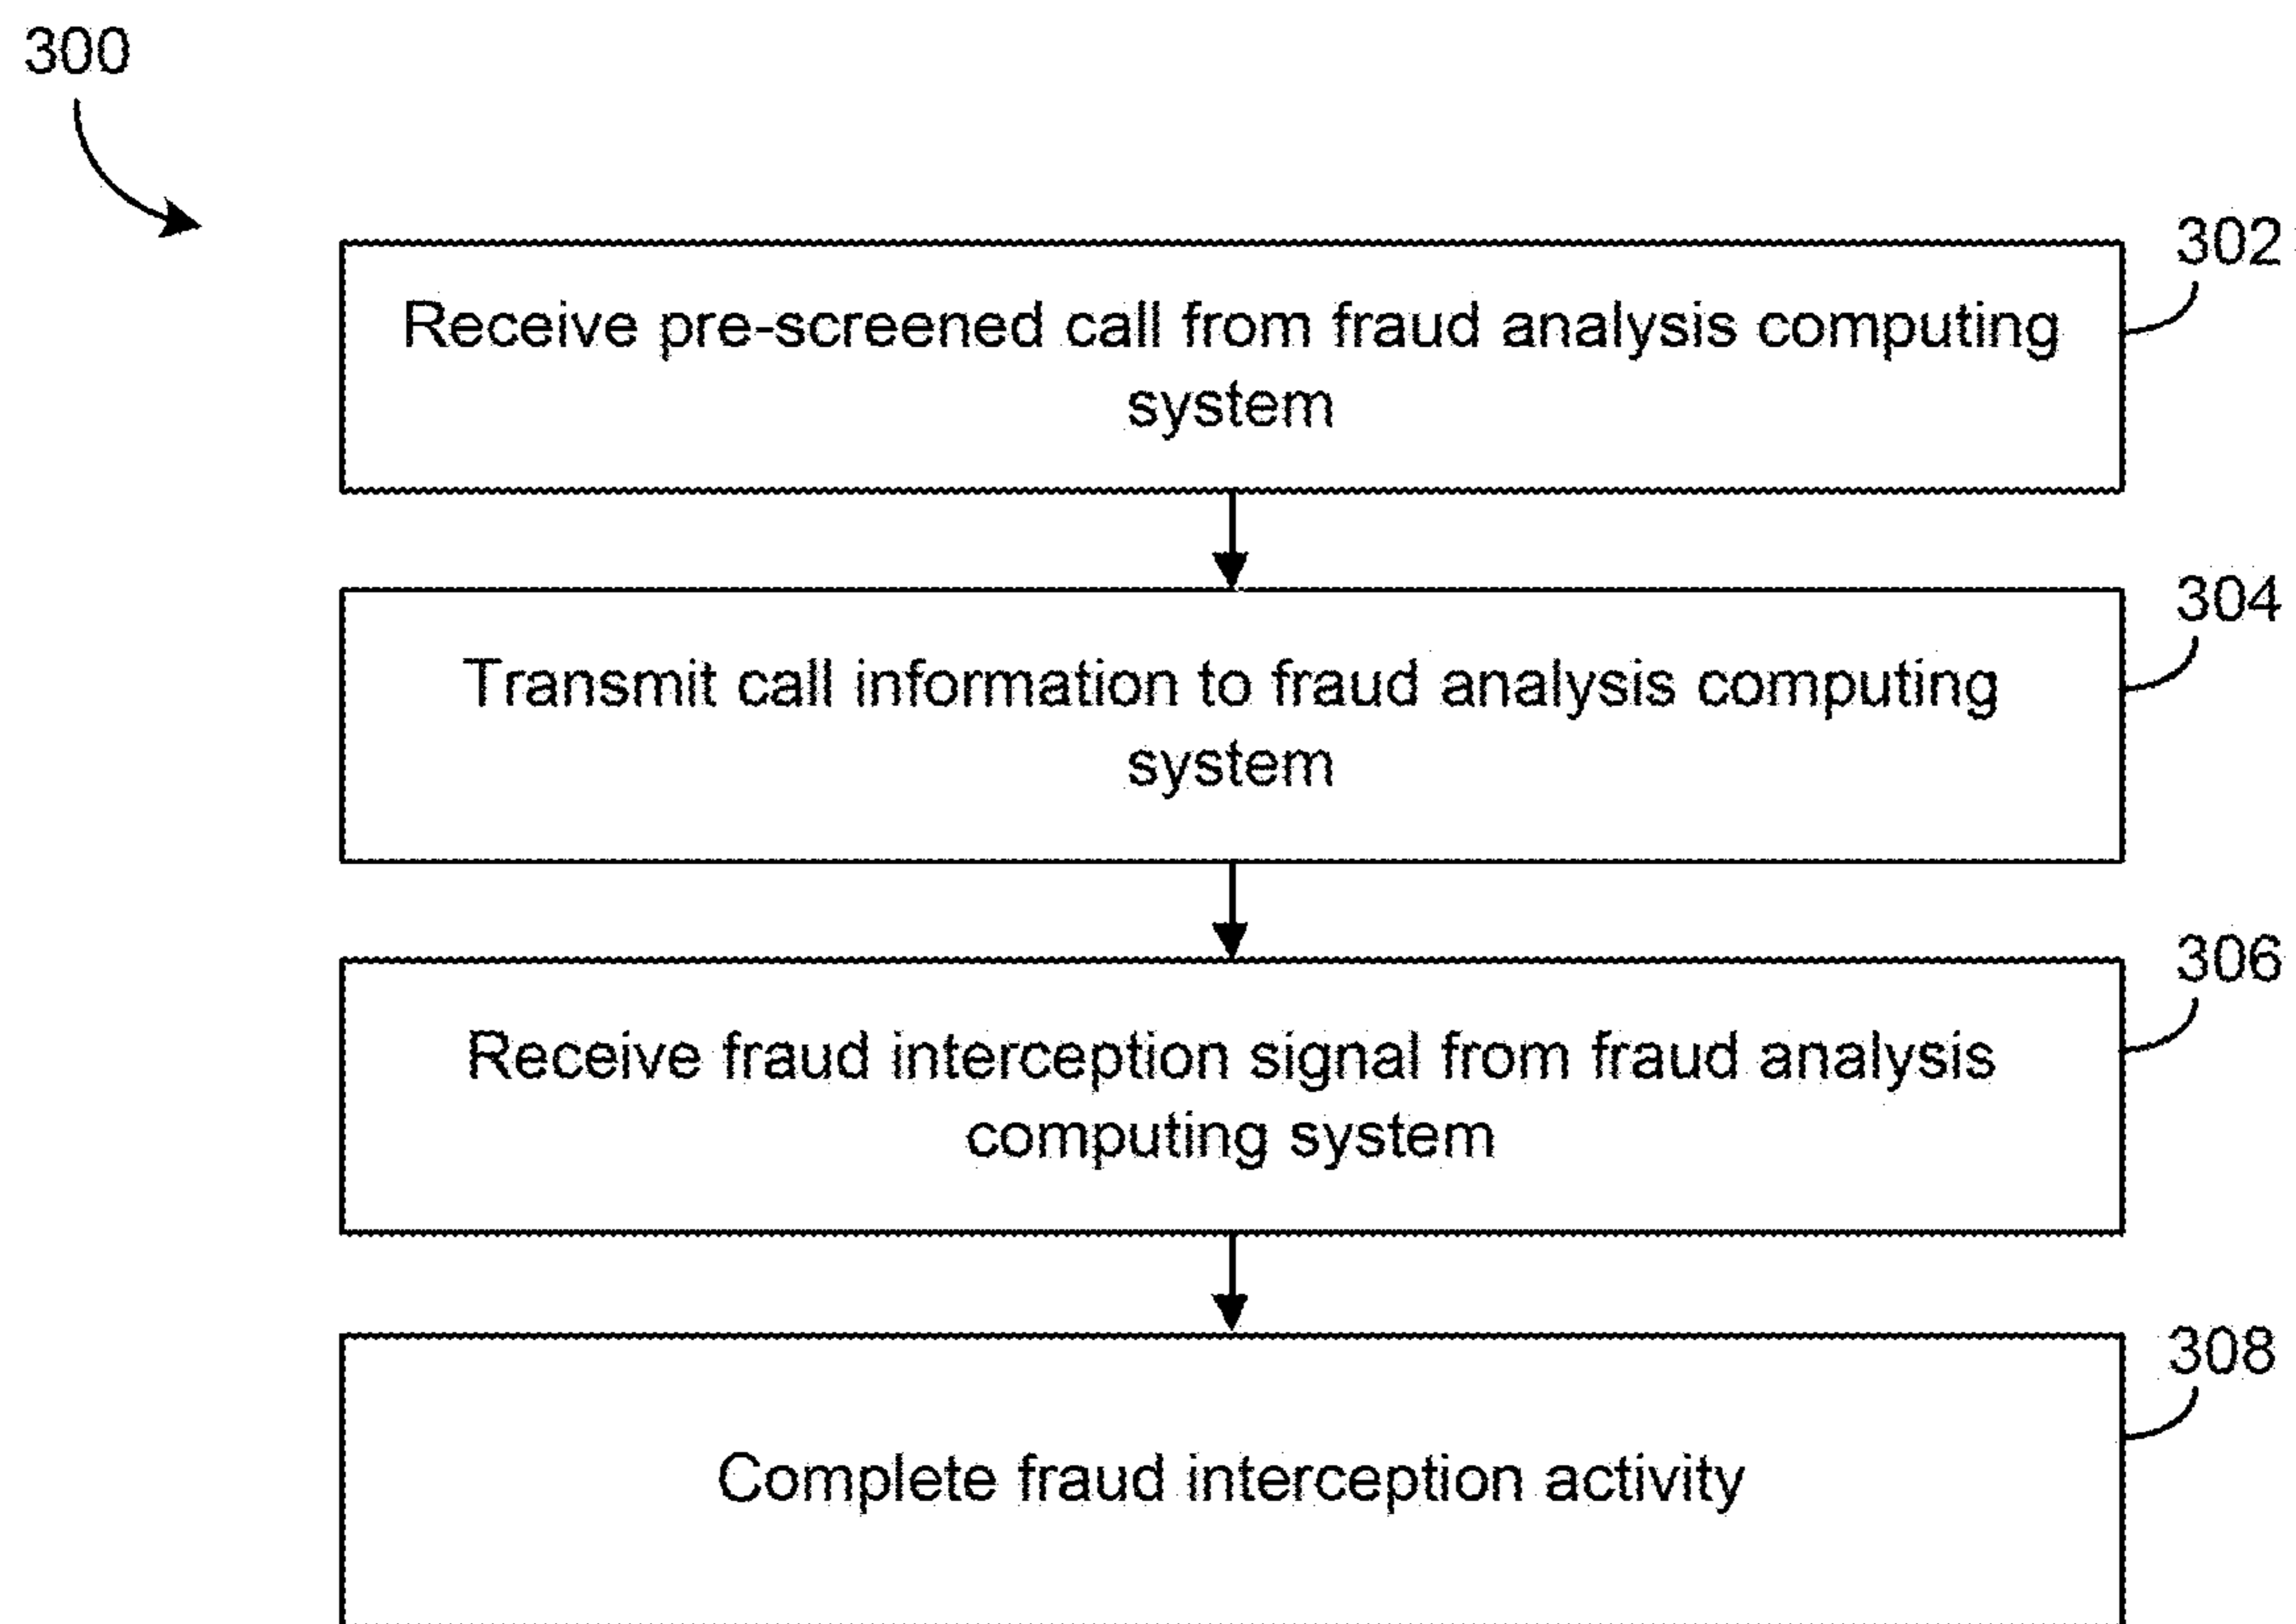 300
302
Receive pre-screened call from fraud analysis computing
system
304
Transmit call information to fraud analysis computing
system
306
Receive fraud interception signal from fraud analysis
computing system
308
Complete fraud interception activity